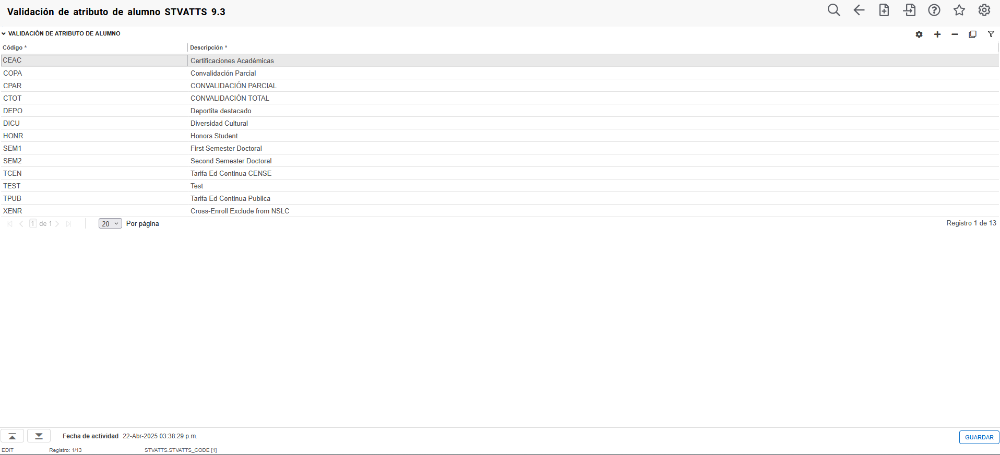 Validación de atributo de alumno STVATTS 9.3
VALIDACIÓN DE ATRIBUTO DE ALUMNO
Código * Descripción *
CEAC Certificaciones Académicas
COPA Convalidación Parcial
CPAR CONVALIDACIÓN PARCIAL
CTOT CONVALIDACIÓN TOTAL
DEPO Deportita destacado
DICU Diversidad Cultural
HONR Honors Student
SEM1 First Semester Doctoral
SEM2 Second Semester Doctoral
TCEN Tarifa Ed Continua CENSE
TEST Test
TPUB Tarifa Ed Continua Publica
XENR Cross-Enroll Exclude from NSLC
1 de 1 20 Por página Registro 1 de 13
Fecha de actividad 22-Abr-2025 03:38:29 p.m. GUARDAR
EDIT Registro: 1/13 STVATTS.STVATTS_CODE [1]